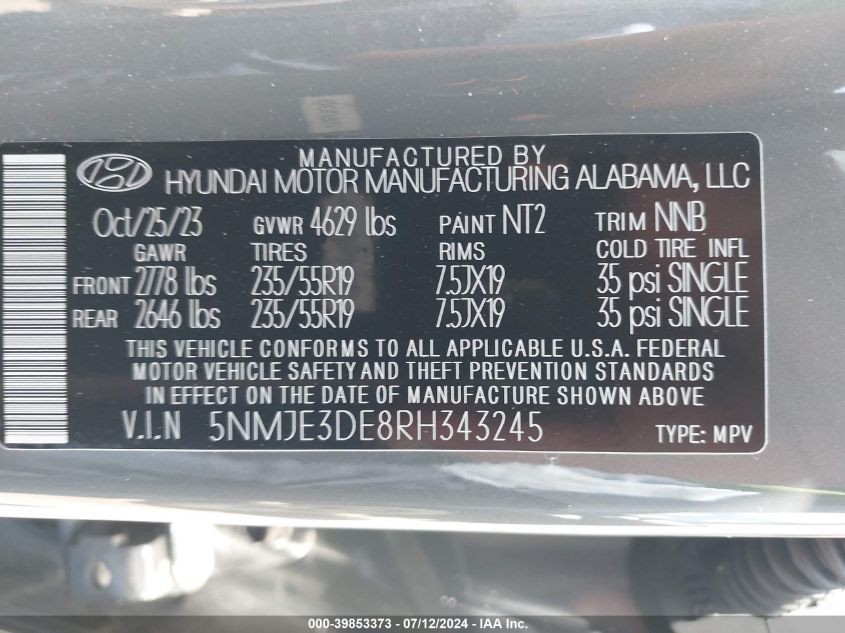 MANUFACTURED BY
HYUNDAI MOTOR MANUFACTURING ALABAMA, LLC
Oct/25/23 GVWR 4629 lbs PAINT NT2 TRIM NNB
GAWR TIRES RIMS COLD TIRE INFL
FRONT 2778 lbs 235/55R19 7.5JX19 35 psi SINGLE
REAR 2646 lbs 235/55R19 7.5JX19 35 psi SINGLE
THIS VEHICLE CONFORMS TO ALL APPLICABLE U.S.A. FEDERAL
MOTOR VEHICLE SAFETY AND THEFT PREVENTION STANDARDS
IN EFFECT ON THE DATE OF MANUFACTURE SHOWN ABOVE.
V.I.N 5NMJE3DE8RH343245 TYPE: MPV
000-39853373 - 07/12/2024 - IAA, Inc.